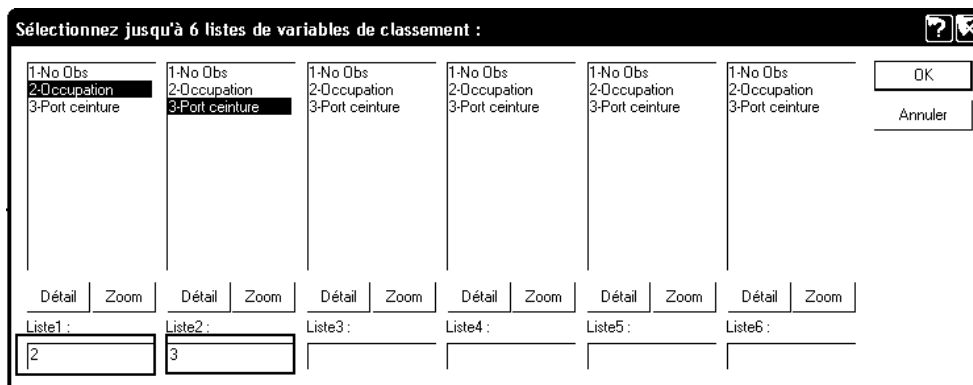 Sélectionnez jusqu'à 6 listes de variables de classement :
1-No Obs 1-No Obs 1-No Obs 1-No Obs 1-No Obs 1-No Obs OK
2-Occupation 2-Occupation 2-Occupation 2-Occupation 2-Occupation 2-Occupation
3-Port ceinture 3-Port ceinture 3-Port ceinture 3-Port ceinture 3-Port ceinture 3-Port ceinture Annuler
Détail Zoom Détail Zoom Détail Zoom Détail Zoom Détail Zoom Détail Zoom
Liste1 : Liste2 : Liste3 : Liste4 : Liste5 : Liste6 :
2 3